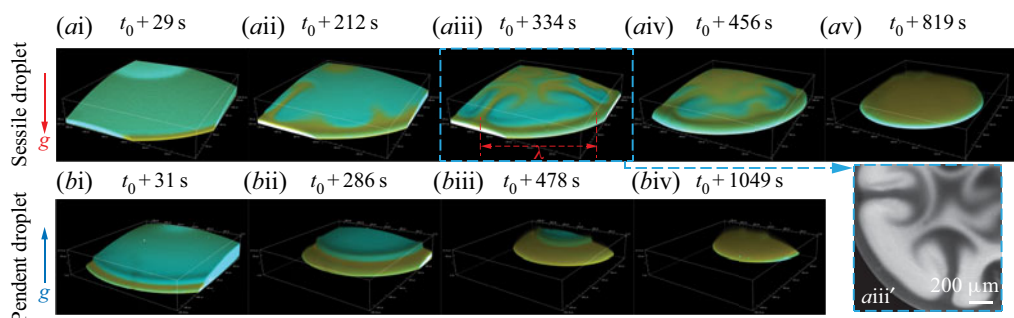 (ai) t0 + 29 s (aii) t0 + 212 s (aiii) t0 + 334 s (aiv) t0 + 456 s (av) t0 + 819 s
Sessile droplet
g
Λ
(bi) t0 + 31 s (bii) t0 + 286 s (biii) t0 + 478 s (biv) t0 + 1049 s
Pendent droplet
g
aiii′ 200 μm